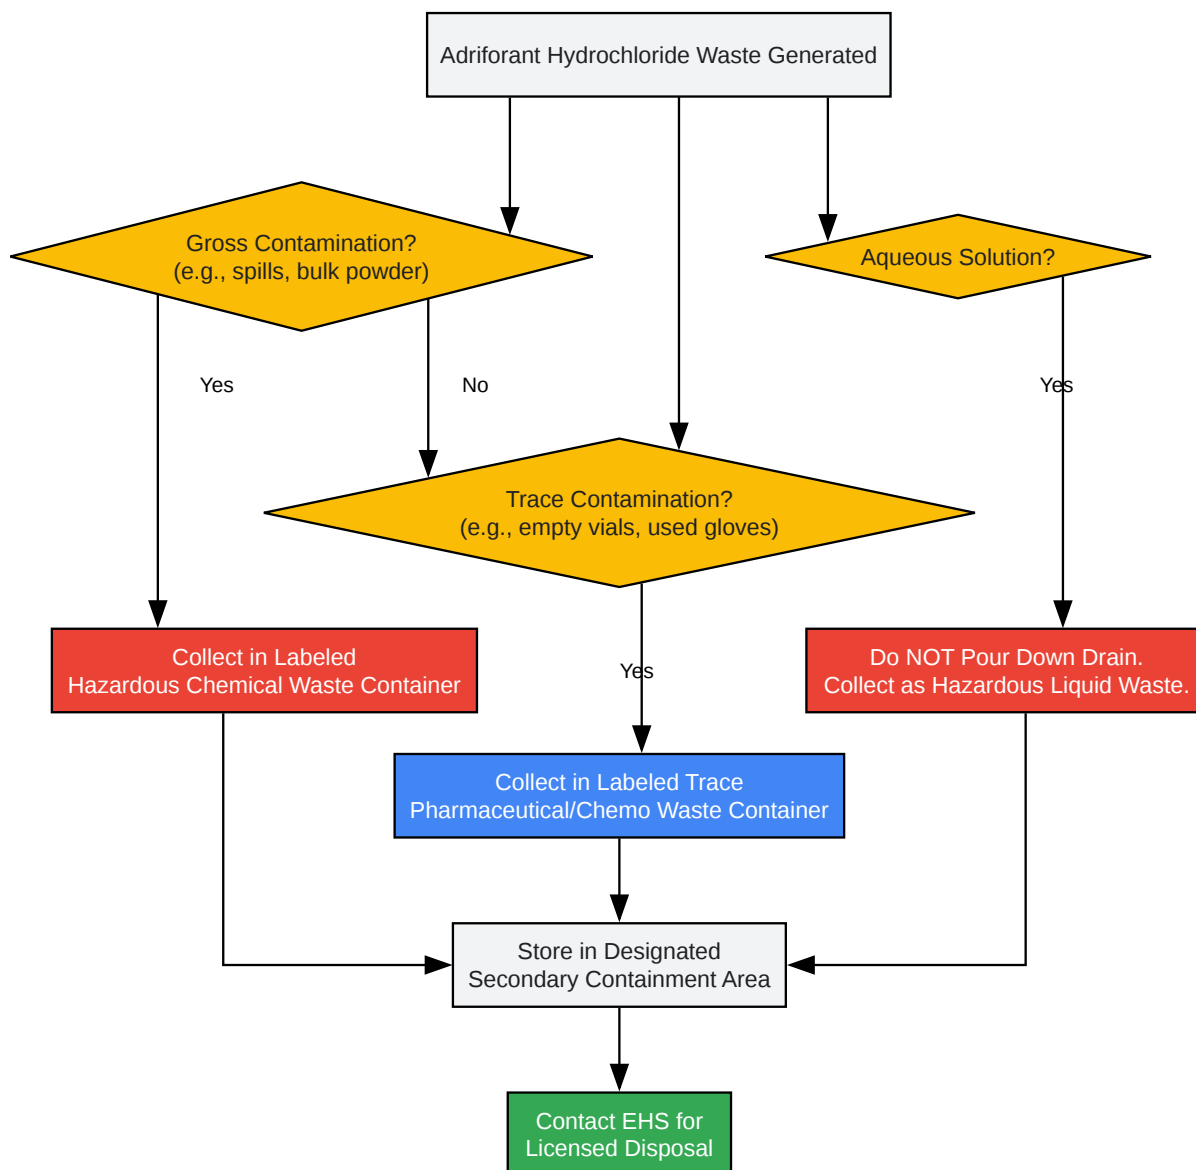 Adriforant Hydrochloride Waste Generated
Gross Contamination?
(e.g., spills, bulk powder)
Aqueous Solution?
Yes
No
Yes
Trace Contamination?
(e.g., empty vials, used gloves)
Collect in Labeled
Hazardous Chemical Waste Container
Yes
Do NOT Pour Down Drain.
Collect as Hazardous Liquid Waste.
Collect in Labeled Trace
Pharmaceutical/Chemo Waste Container
Store in Designated
Secondary Containment Area
Contact EHS for
Licensed Disposal